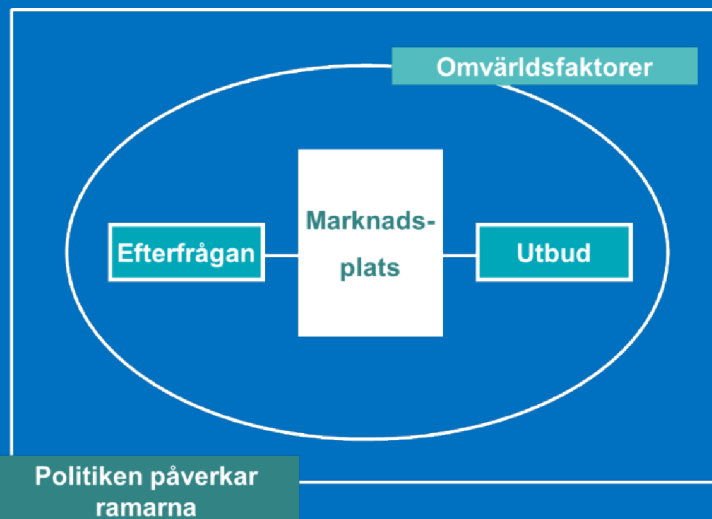 Omvärldsfaktorer
Efterfrågan
Marknads-
plats
Utbud
Politiken påverkar
ramarna